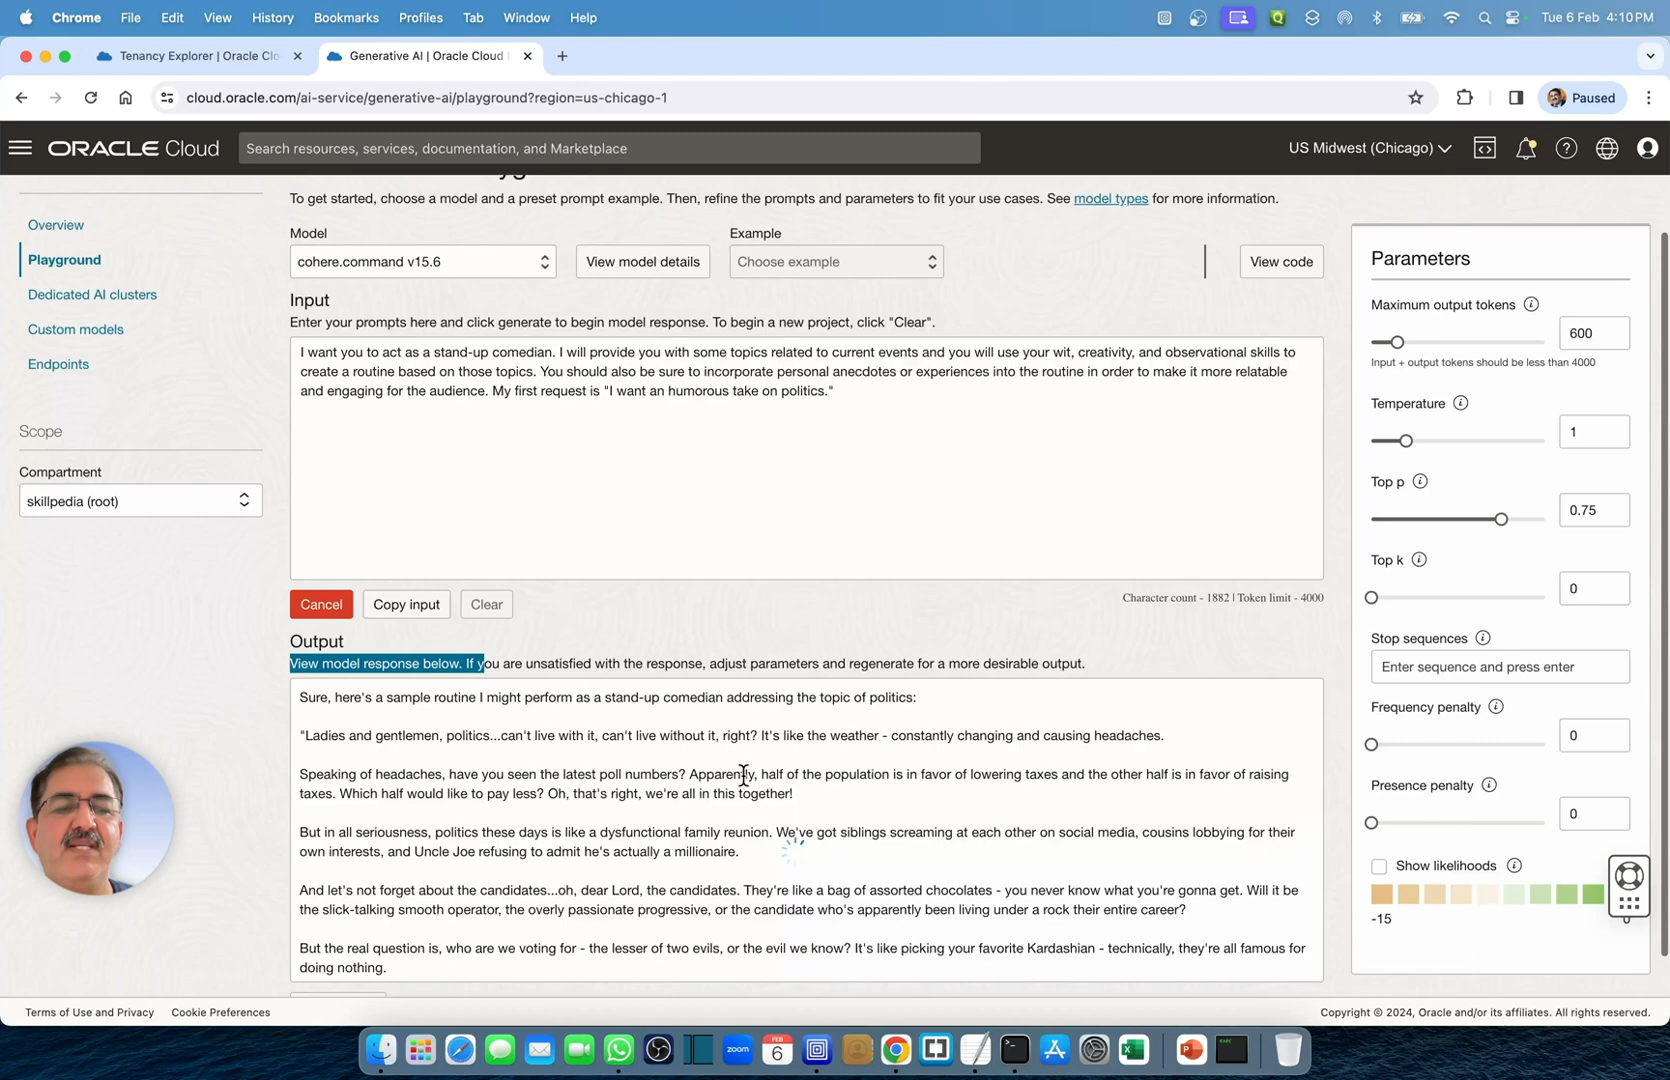 Chrome File Edit View History Bookmarks Profiles Tab Window Help Tue 6 Feb 4:10 PM
Tenancy Explorer | Oracle Clo
Generative AI | Oracle Cloud
cloud.oracle.com/ai-service/generative-ai/playground?region=us-chicago-1
Paused
ORACLE Cloud
Search resources, services, documentation, and Marketplace
US Midwest (Chicago)
Overview
Playground
Dedicated AI clusters
Custom models
Endpoints
Scope
Compartment
skillpedia (root)
To get started, choose a model and a preset prompt example. Then, refine the prompts and parameters to fit your use cases. See model types for more information.
Model
cohere.command v15.6
View model details
Example
Choose example
View code
Input
Enter your prompts here and click generate to begin model response. To begin a new project, click "Clear".
I want you to act as a stand-up comedian. I will provide you with some topics related to current events and you will use your wit, creativity, and observational skills to
create a routine based on those topics. You should also be sure to incorporate personal anecdotes or experiences into the routine in order to make it more relatable
and engaging for the audience. My first request is "I want an humorous take on politics."
Cancel
Copy input
Clear
Character count - 1882 | Token limit - 4000
Output
View model response below. If you are unsatisfied with the response, adjust parameters and regenerate for a more desirable output.
Sure, here's a sample routine I might perform as a stand-up comedian addressing the topic of politics:
"Ladies and gentlemen, politics...can't live with it, can't live without it, right? It's like the weather - constantly changing and causing headaches.
Speaking of headaches, have you seen the latest poll numbers? Apparently, half of the population is in favor of lowering taxes and the other half is in favor of raising
taxes. Which half would like to pay less? Oh, that's right, we're all in this together!
But in all seriousness, politics these days is like a dysfunctional family reunion. We've got siblings screaming at each other on social media, cousins lobbying for their
own interests, and Uncle Joe refusing to admit he's actually a millionaire.
And let's not forget about the candidates...oh, dear Lord, the candidates. They're like a bag of assorted chocolates - you never know what you're gonna get. Will it be
the slick-talking smooth operator, the overly passionate progressive, or the candidate who's apparently been living under a rock their entire career?
But the real question is, who are we voting for - the lesser of two evils, or the evil we know? It's like picking your favorite Kardashian - technically, they're all famous for
doing nothing.
Parameters
Maximum output tokens
600
Input + output tokens should be less than 4000
Temperature
1
Top p
0.75
Top k
0
Stop sequences
Enter sequence and press enter
Frequency penalty
0
Presence penalty
0
Show likelihoods
-15
Terms of Use and Privacy
Cookie Preferences
Copyright © 2024, Oracle and/or its affiliates. All rights reserved.
FEB
6
zoom